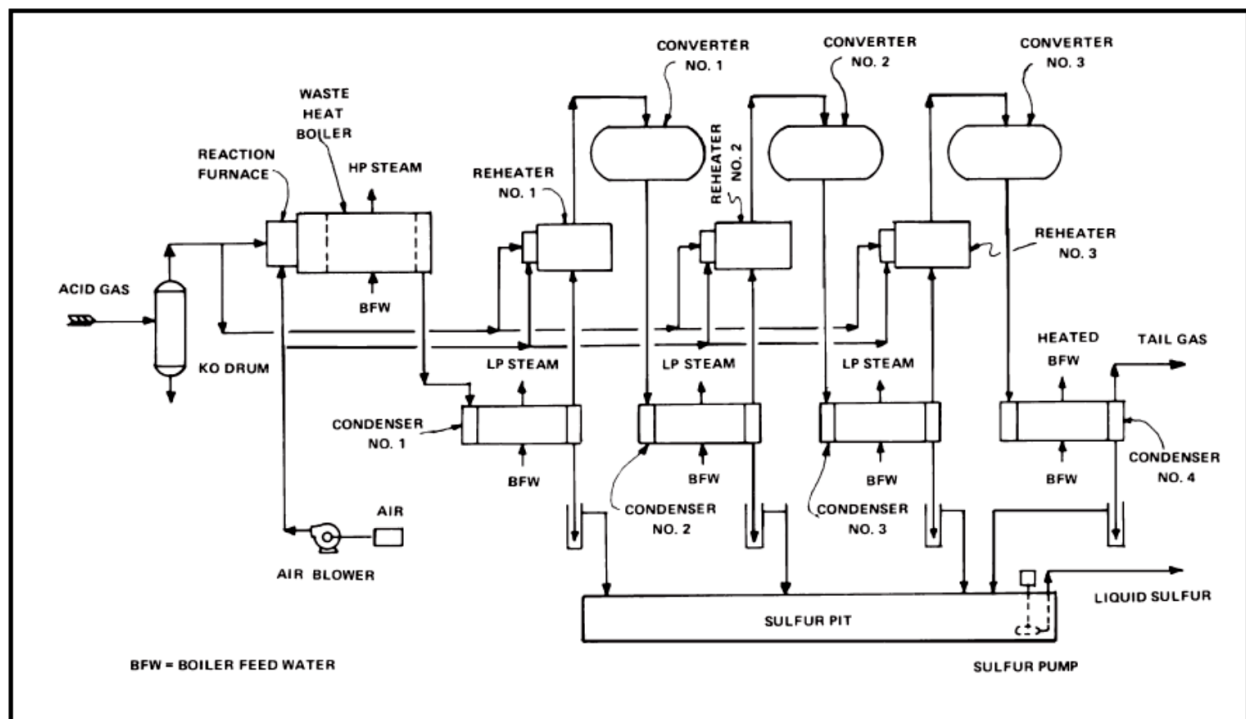 CONVERTER
NO. 1
CONVERTER
NO. 2
CONVERTER
NO. 3
WASTE
HEAT
BOILER
REACTION
FURNACE
HP STEAM
REHEATER
NO. 1
REHEATER
NO. 2
REHEATER
NO. 3
ACID GAS
BFW
KO DRUM
LP STEAM
LP STEAM
LP STEAM
HEATED
BFW
TAIL GAS
CONDENSER
NO. 1
BFW
BFW
BFW
BFW
CONDENSER
NO. 4
CONDENSER
NO. 2
CONDENSER
NO. 3
AIR
AIR BLOWER
LIQUID SULFUR
SULFUR PIT
BFW = BOILER FEED WATER
SULFUR PUMP